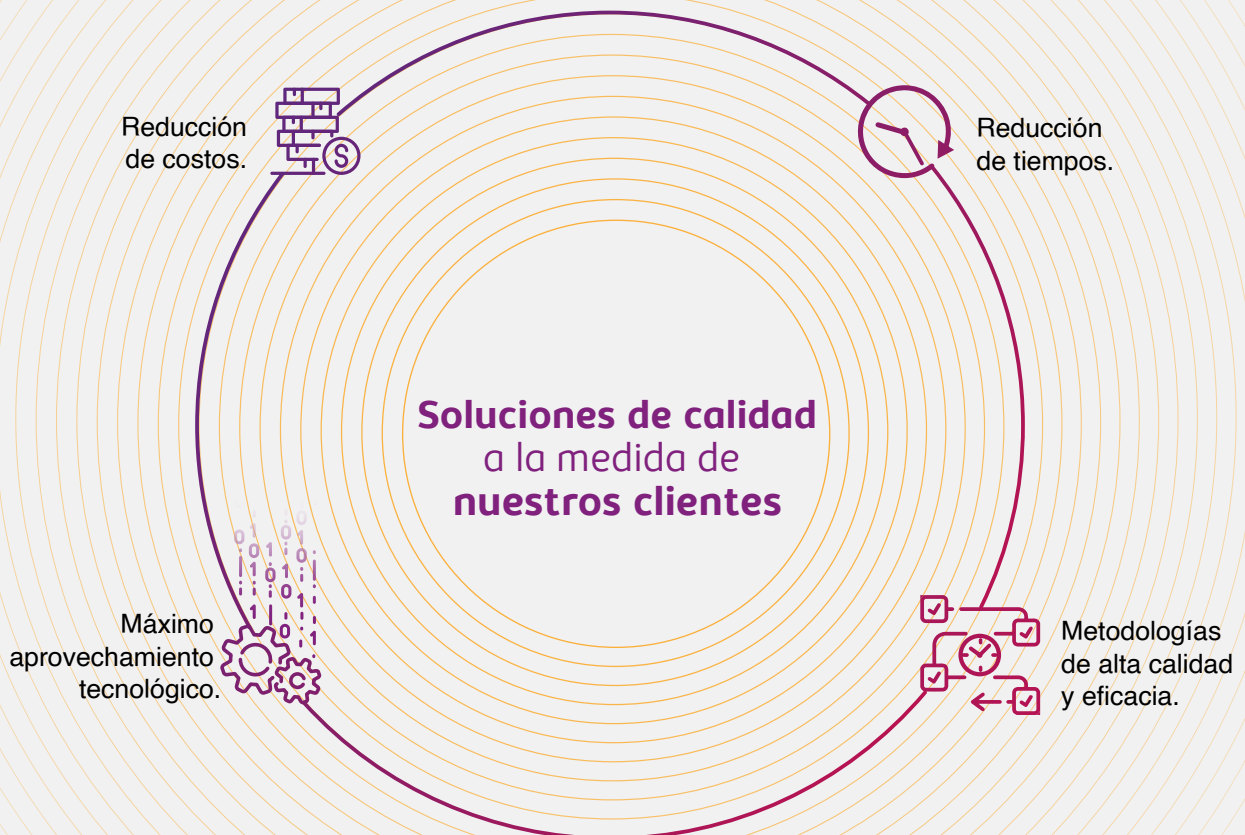 Reducción
de costos.
Reducción
de tiempos.
Soluciones de calidad
a la medida de
nuestros clientes
Máximo
aprovechamiento
tecnológico.
Metodologías
de alta calidad
y eficacia.